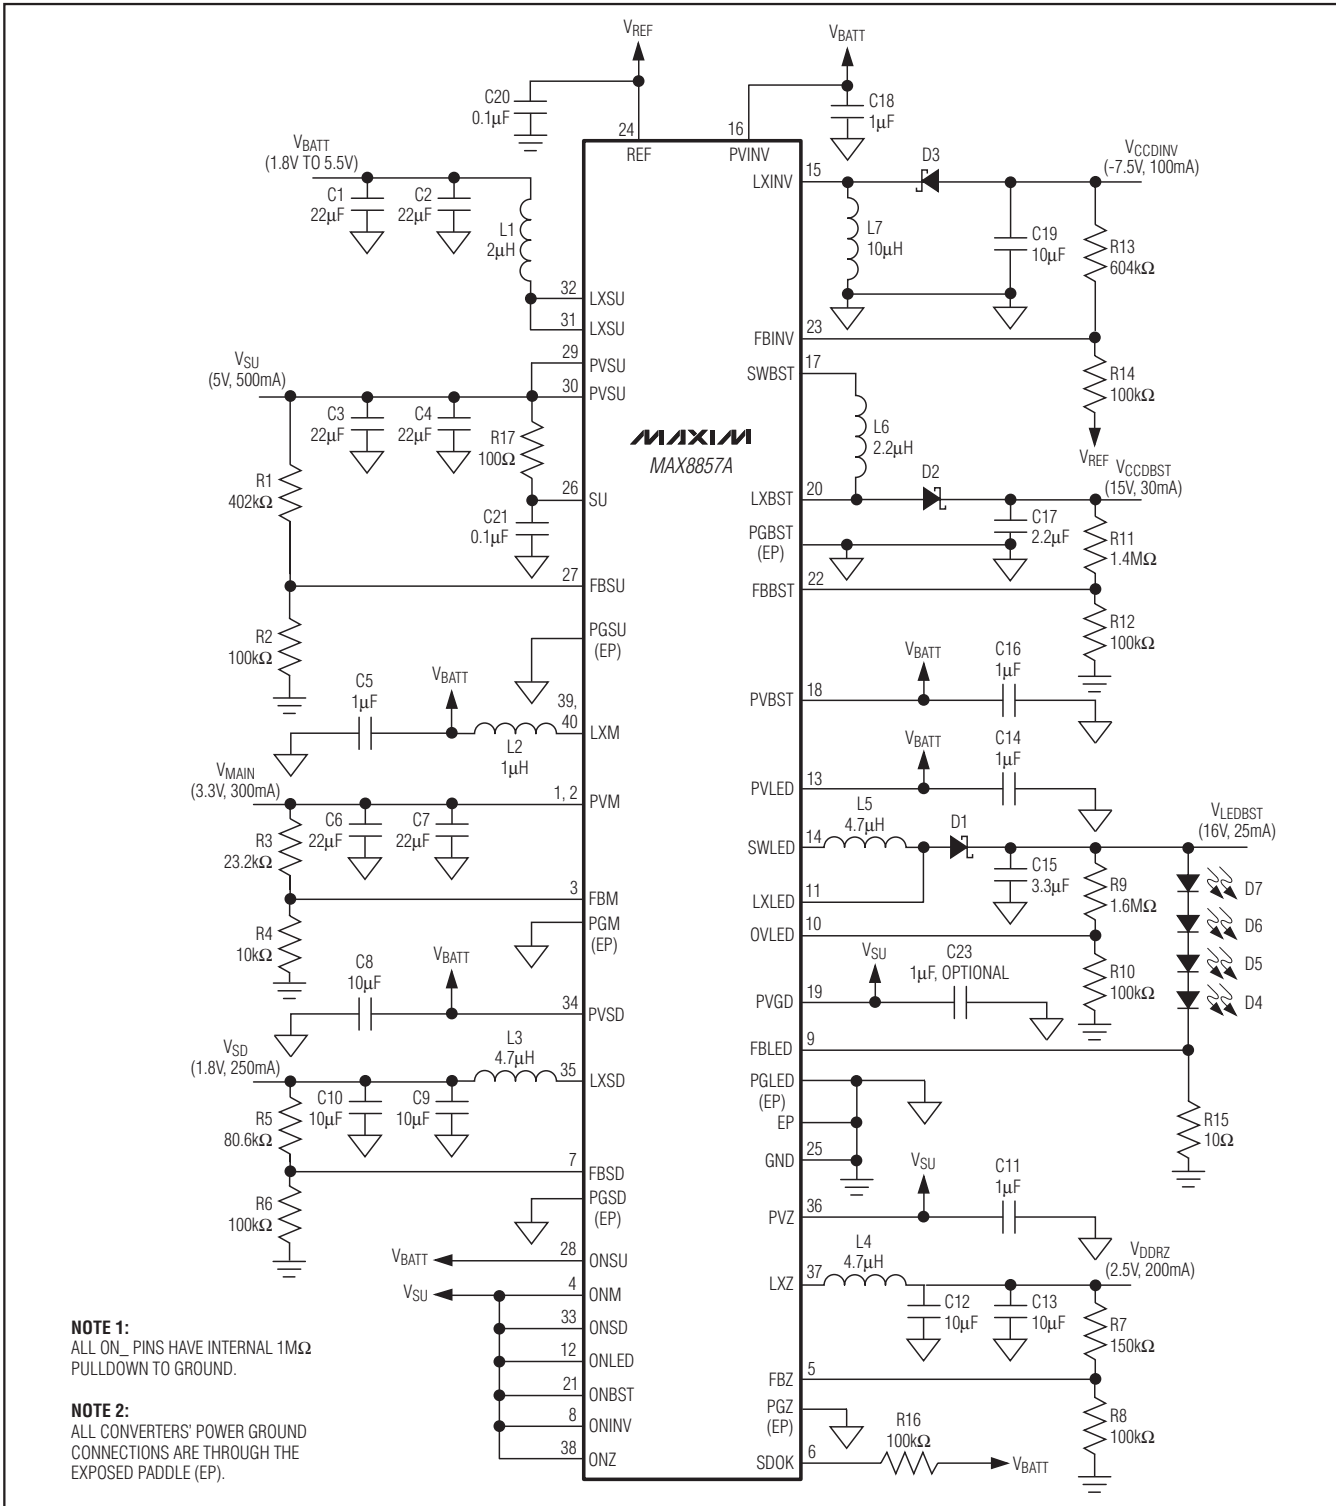 VREF
VBATT
C20
0.1µF
24
REF
16
PVINV
C18
1µF
VBATT
(1.8V TO 5.5V)
C1
22µF
C2
22µF
L1
2µH
32
LXSU
31
LXSU
29
PVSU
30
PVSU
VSU
(5V, 500mA)
C3
22µF
C4
22µF
R17
100Ω
R1
402kΩ
26
SU
C21
0.1µF
27
FBSU
R2
100kΩ
PGSU
(EP)
C5
1µF
VBATT
39,
40
LXM
L2
1µH
VMAIN
(3.3V, 300mA)
1, 2
PVM
R3
23.2kΩ
C6
22µF
C7
22µF
3
FBM
R4
10kΩ
PGM
(EP)
C8
10µF
VBATT
34
PVSD
VSD
(1.8V, 250mA)
L3
4.7µH
35
LXSD
C10
10µF
C9
10µF
R5
80.6kΩ
7
FBSD
R6
100kΩ
PGSD
(EP)
VBATT
28
ONSU
VSU
4
ONM
33
ONSD
12
ONLED
21
ONBST
8
ONINV
38
ONZ
NOTE 1:
ALL ON_ PINS HAVE INTERNAL 1MΩ
PULLDOWN TO GROUND.
NOTE 2:
ALL CONVERTERS' POWER GROUND
CONNECTIONS ARE THROUGH THE
EXPOSED PADDLE (EP).
MAXIM
MAX8857A
15
LXINV
D3
VCCDINV
(-7.5V, 100mA)
L7
10µH
C19
10µF
R13
604kΩ
23
FBINV
17
SWBST
R14
100kΩ
VREF
L6
2.2µH
D2
VCCDBST
(15V, 30mA)
20
LXBST
PGBST
(EP)
C17
2.2µF
R11
1.4MΩ
22
FBBST
R12
100kΩ
VBATT
C16
1µF
18
PVBST
VBATT
C14
1µF
13
PVLED
L5
4.7µH
D1
VLEDBST
(16V, 25mA)
14
SWLED
C15
3.3µF
R9
1.6MΩ
D7
D6
D5
D4
11
LXLED
10
OVLED
VSU
C23
1µF, OPTIONAL
R10
100kΩ
19
PVGD
9
FBLED
PGLED
(EP)
EP
25
GND
R15
10Ω
VSU
C11
1µF
36
PVZ
L4
4.7µH
VDDRZ
(2.5V, 200mA)
37
LXZ
C12
10µF
C13
10µF
R7
150kΩ
5
FBZ
PGZ
(EP)
R8
100kΩ
R16
100kΩ
6
SDOK
VBATT